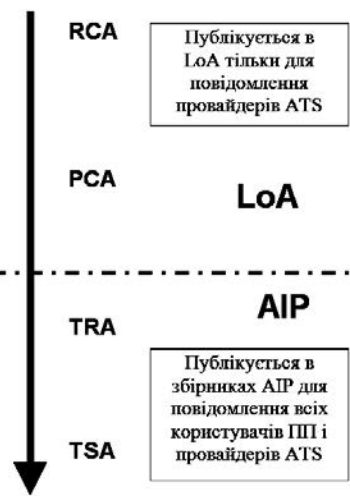 RCA
Публікується в
LoA тільки для
повідомлення
провайдерів ATS
PCA
LoA
AIP
TRA
Публікується в
збірниках AIP для
повідомлення всіх
користувачів ПП і
провайдерів ATS
TSA